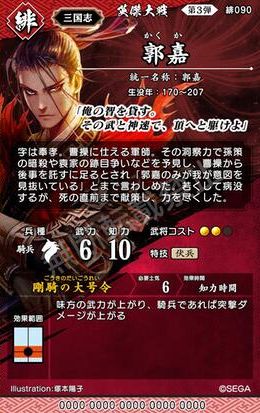 緋
三国志
英傑大戦
第3弾
緋090
かくか
郭嘉
統一名称：郭嘉
生没年：170～207
「俺の智を貸す。
その武と神速で、頂へと駆けよ」
字は奉孝。曹操に仕える軍師。その洞察力で孫策
の暗殺や袁家の跡目争いなどを予見し、曹操から
後事を託すに足るとされ「郭嘉のみが我が意図を
見抜いている」とまで言わしめた。若くして病没
するが、死の直前まで献策し、力を尽くした。
兵種 武力 知力 武将コスト
騎兵 6 10 特技 伏兵
ごうきのだいごうれい 必要士気 効果時間
剛騎の大号令 6 知力時間
効果範囲
味方の武力が上がり、騎兵であれば突撃ダ
メージが上がる
Illustration:塚本陽子
©SEGA
0000-0000-0000-0000-0000